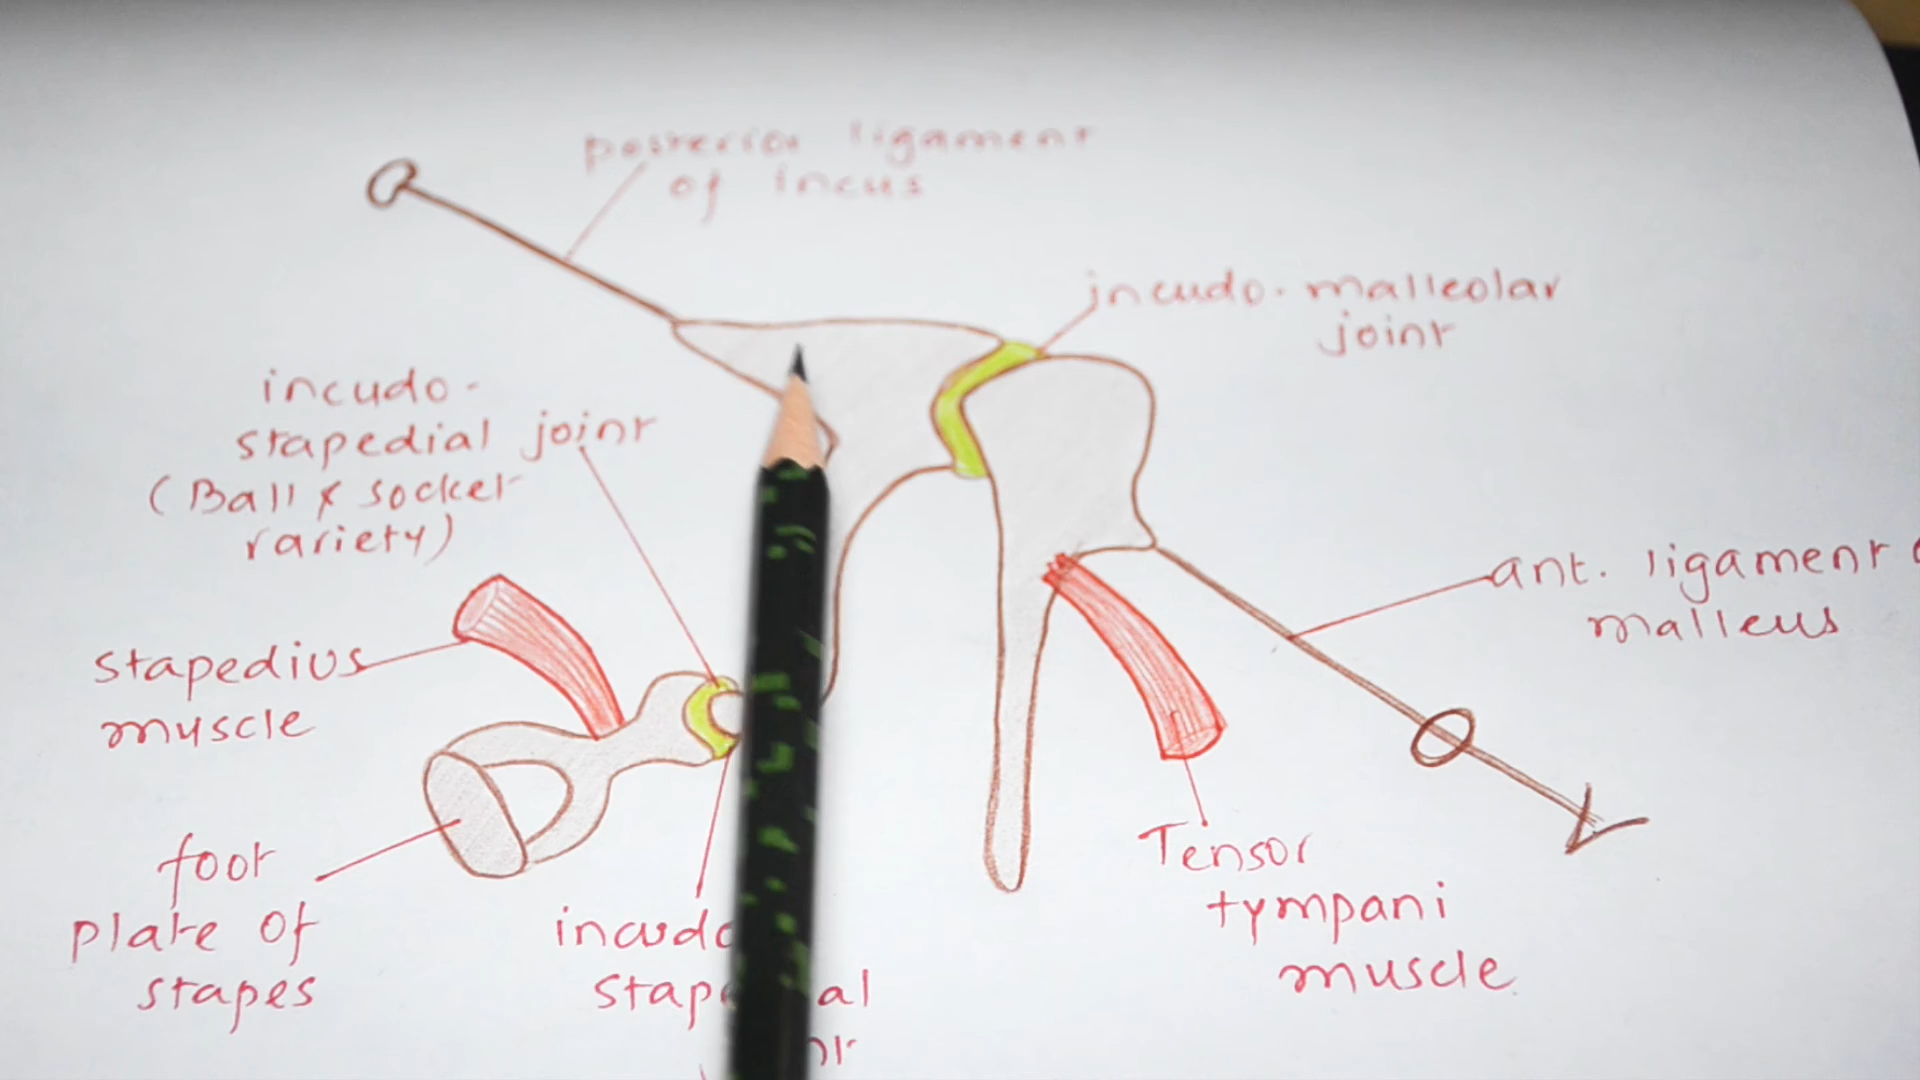 posterior ligament
of incus
incudo-malleolar
joint
incudo-
stapedial joint
(Ball & socket
variety)
stapedius
muscle
ant. ligament
malleus
foot
plate of
stapes
Tensor
tympani
muscle